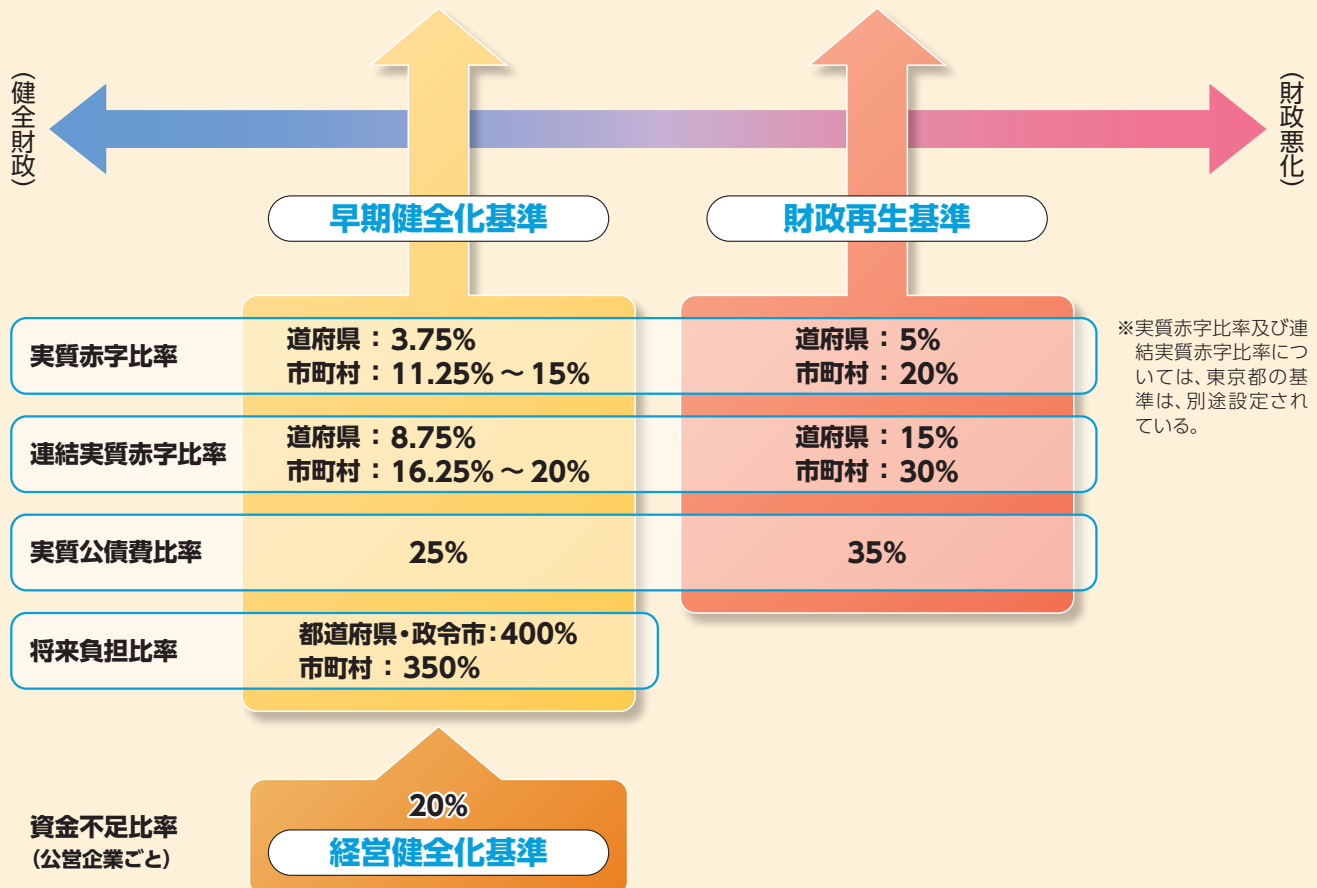 (健全財政)
(財政悪化)
早期健全化基準
財政再生基準
実質赤字比率
道府県：3.75%
市町村：11.25%～15%
道府県：5%
市町村：20%
※実質赤字比率及び連
結実質赤字比率につ
いては、東京都の基
準は、別途設定され
ている。
連結実質赤字比率
道府県：8.75%
市町村：16.25%～20%
道府県：15%
市町村：30%
実質公債費比率
25%
35%
将来負担比率
都道府県・政令市：400%
市町村：350%
資金不足比率
(公営企業ごと)
20%
経営健全化基準